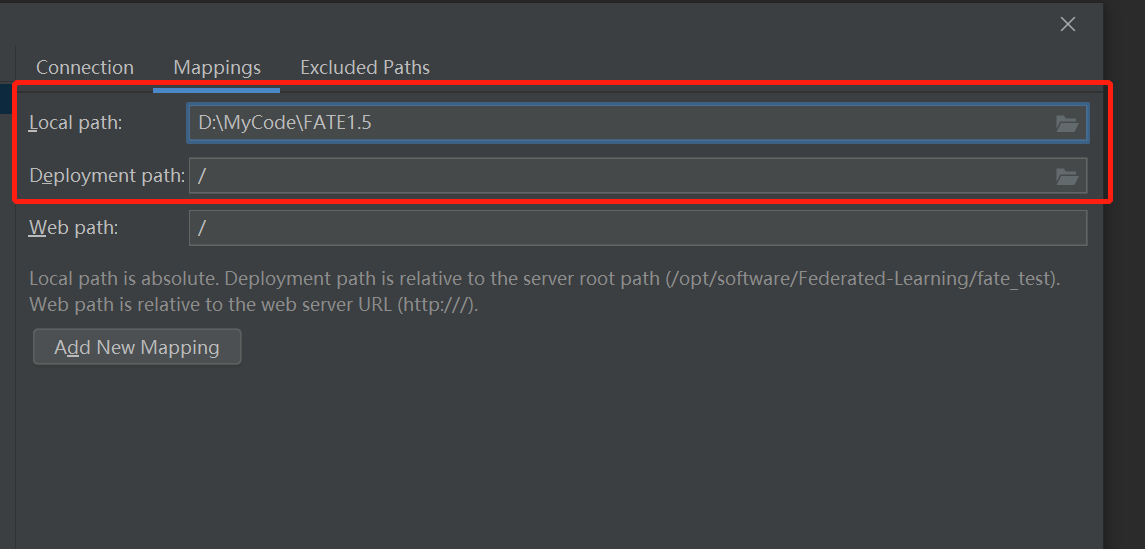 Connection Mappings Excluded Paths
Local path: D:\MyCode\FATE1.5
Deployment path: /
Web path: /
Local path is absolute. Deployment path is relative to the server root path (/opt/software/Federated-Learning/fate_test).
Web path is relative to the web server URL (http:///).
Add New Mapping